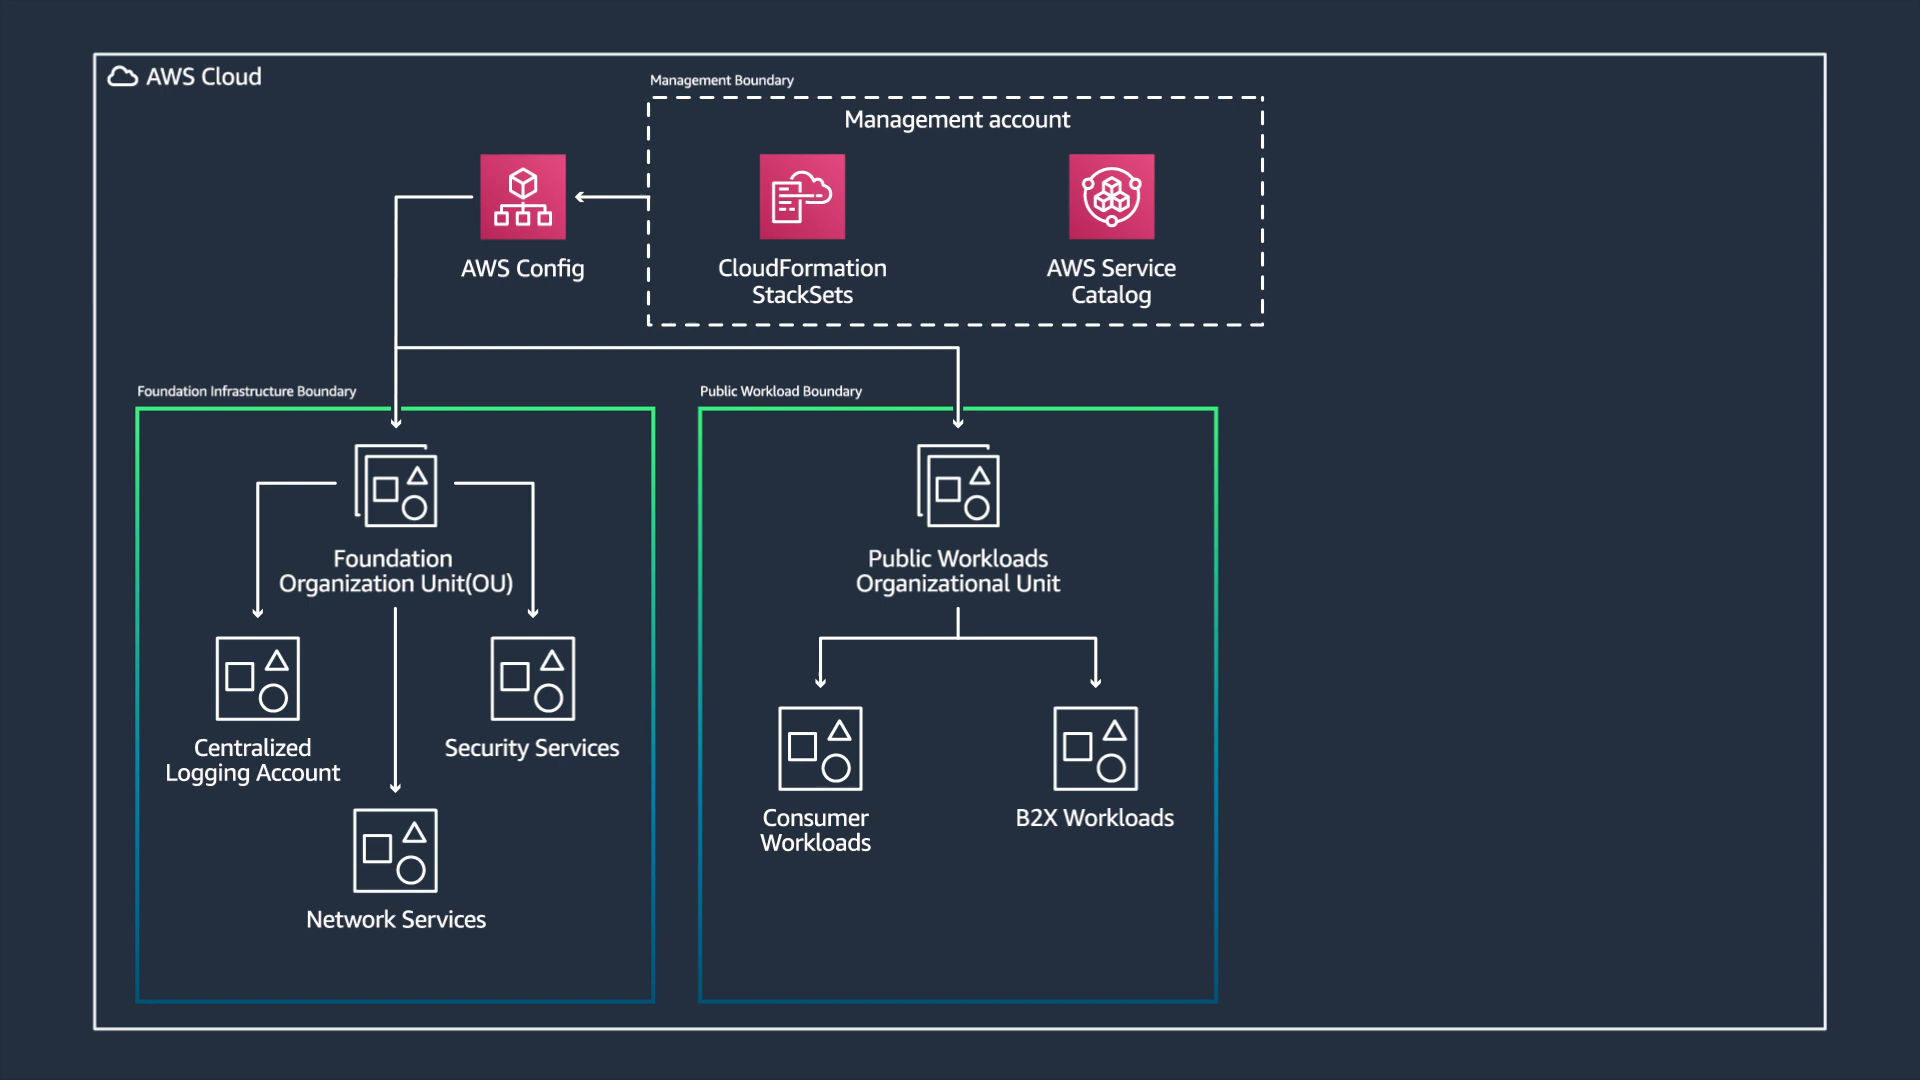 AWS Cloud
Management Boundary
Management account
AWS Config
CloudFormation
StackSets
AWS Service
Catalog
Foundation Infrastructure Boundary
Public Workload Boundary
Foundation
Organization Unit(OU)
Public Workloads
Organizational Unit
Centralized
Logging Account
Security Services
Network Services
Consumer
Workloads
B2X Workloads